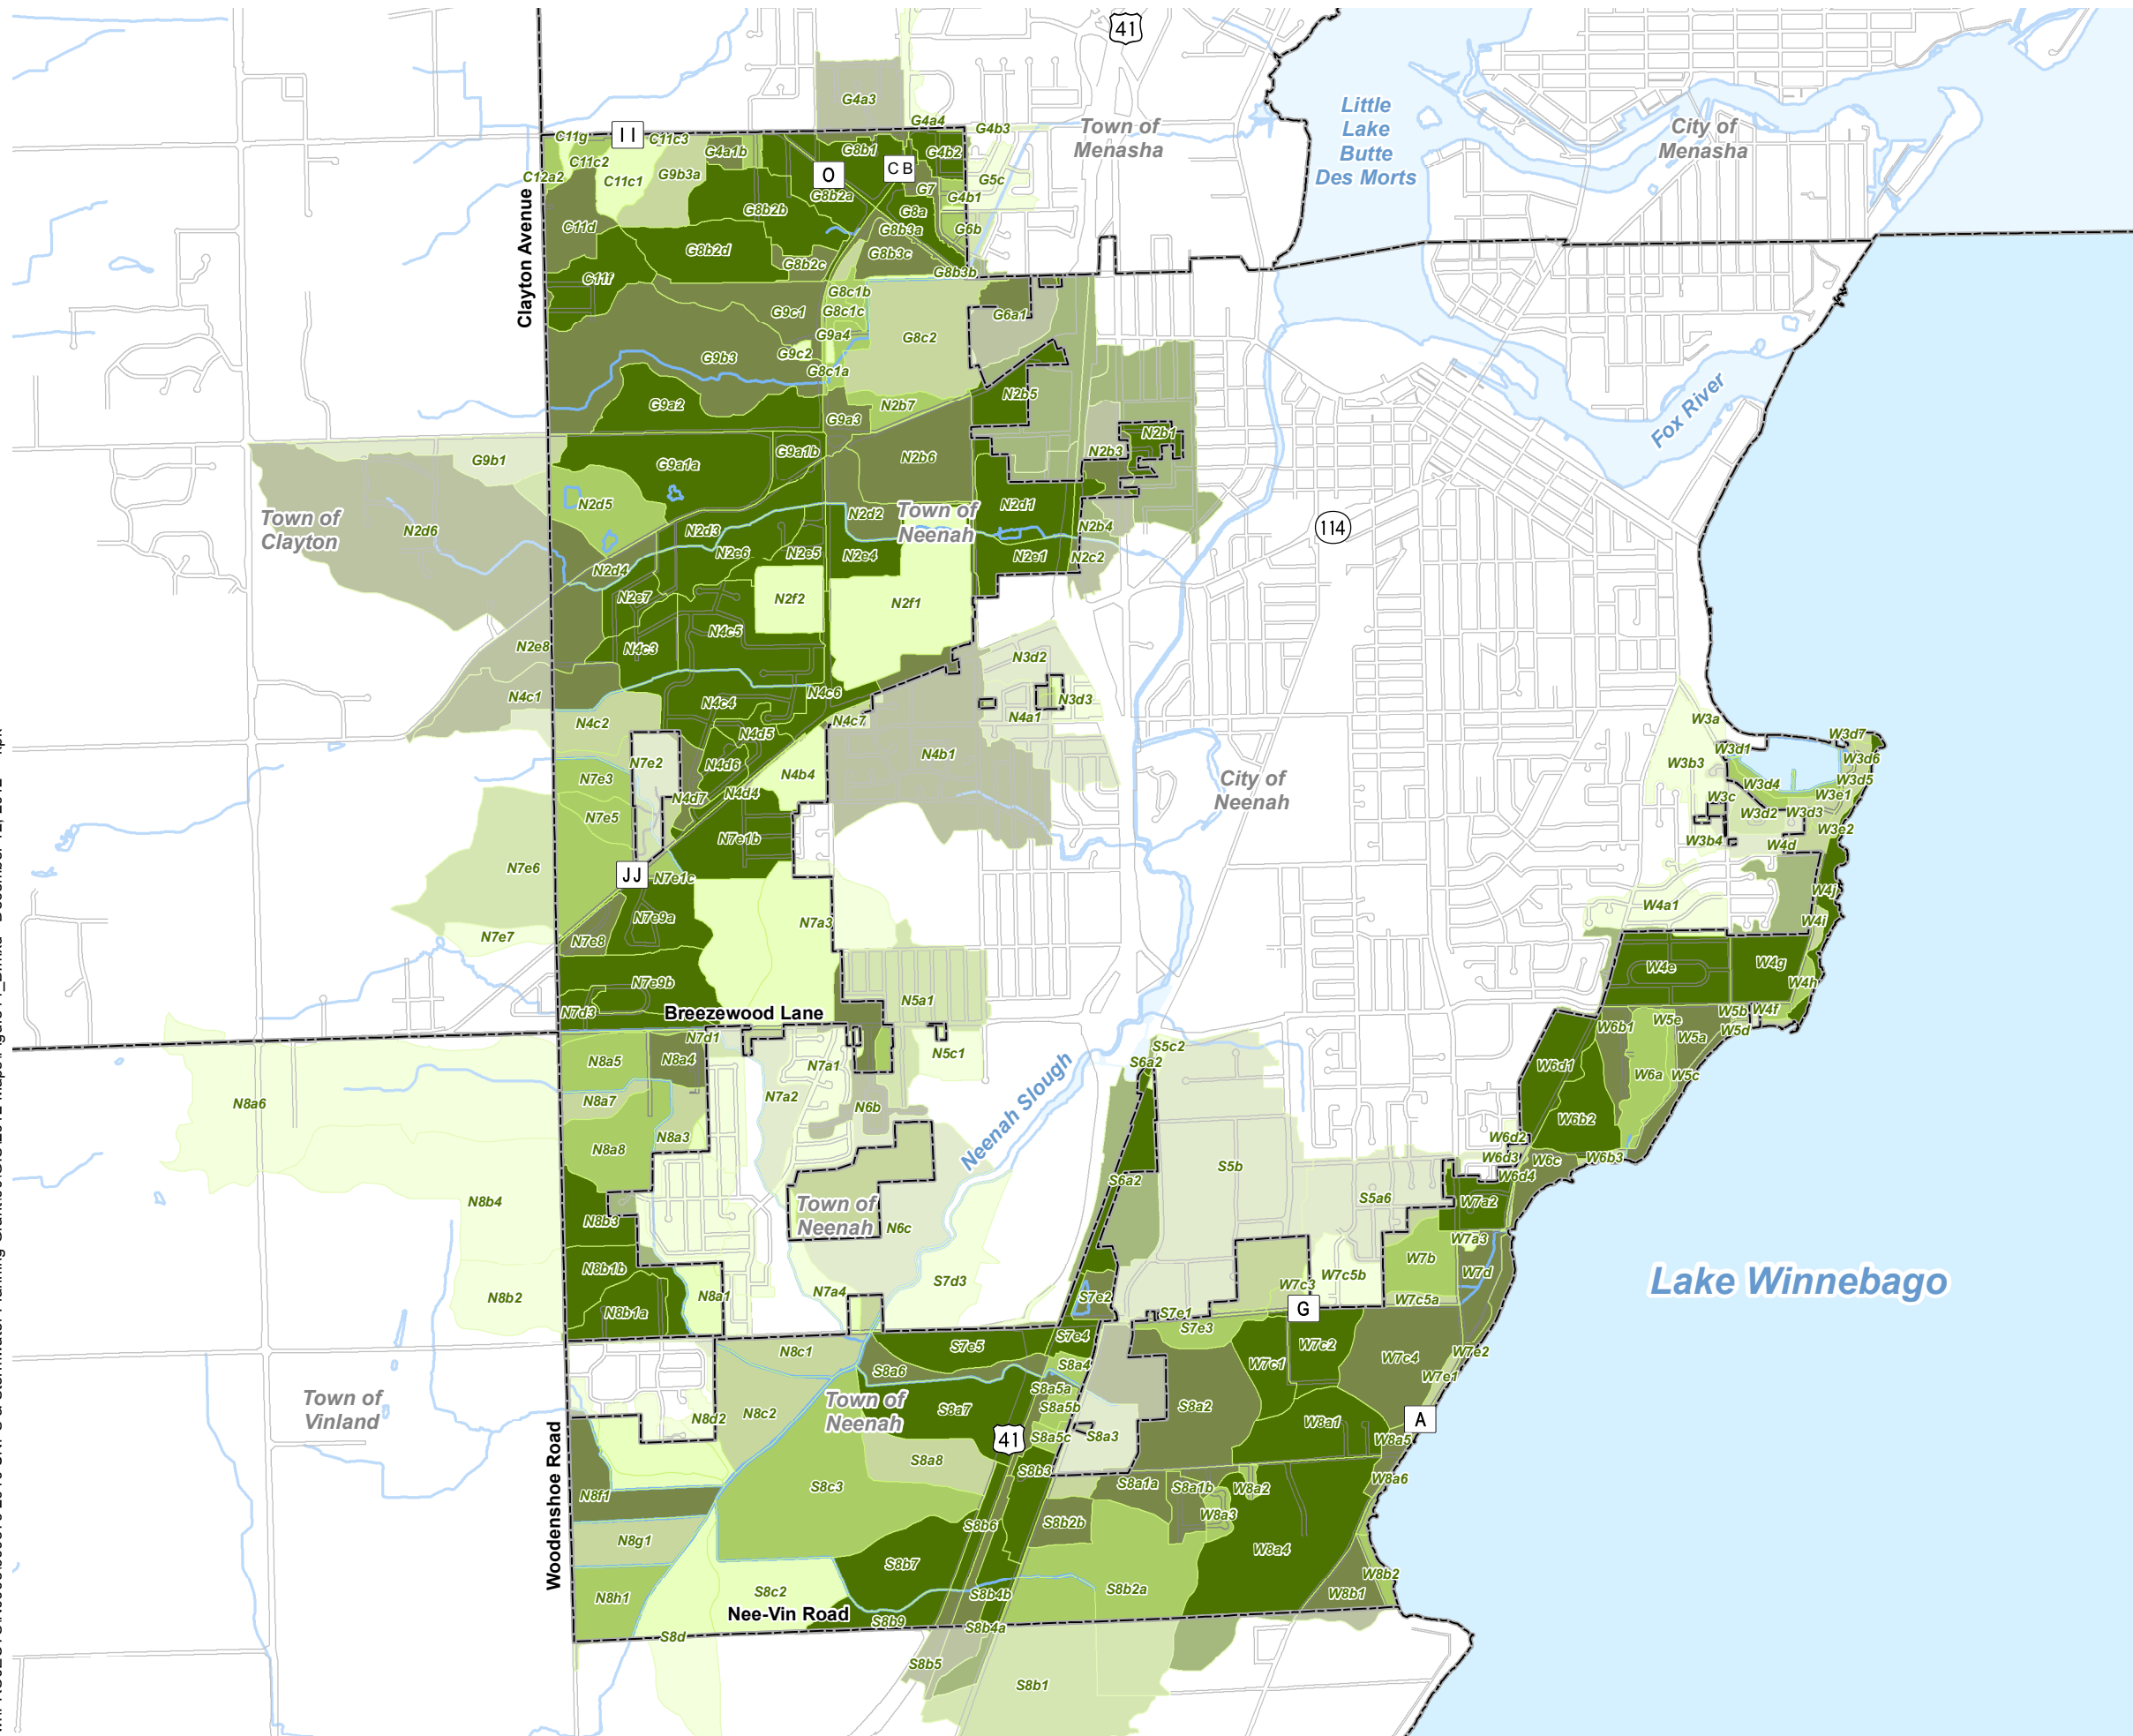 41
Little
Lake
Butte
Des Morts
Town of
Menasha
City of
Menasha
G4a3
G4a4
G4b3
C11g
I I
C11c3
G4a1b
G8b1
G4b2
C11c2
C12a2
C11c1
G9b3a
O
C B
G5c
G7
G4b1
G8b2a
G8b2b
G8a
G8b3a
G6b
C11d
G8b2d
G8b2c
G8b3c
G8b3b
C11f
Clayton Avenue
G8c1b
G9c1
G8c1c
G6a1
G9a4
G8c2
G9c2
G9b3
G8c1a
Fox River
N2b5
G9a2
N2b7
G9a3
N2b1
N2b3
G9b1
G9a1a
G9a1b
N2b6
N2d5
N2d1
Town of
Clayton
N2d6
N2d3
N2d2
Town of
Neenah
114
N2b4
N2e6
N2e5
N2e4
N2e1
N2c2
N2d4
N2e7
N2f2
N2f1
N4c5
N2e8
N4c3
N3d2
N4c1
N4c4
N4c6
N3d3
N4c2
N4c7
N4a1
W3a
N4d5
N4b1
W3d7
W3d1
W3d6
N7e2
N4d6
N4b4
W3b3
N7e3
City of
Neenah
W3d5
W3d4
N4d7
N4d4
W3c
W3e1
N7e5
W3d2
W3d3
N7e1b
W3b4
W4d
W3e2
N7e6
JJ
N7e1c
W4j
W4a1
N7e9a
N7a3
W4i
N7e7
N7e8
W4e
W4g
N7e9b
W4h
N5a1
N7d3
Breezewood Lane
W5b
W4f
W5e
W6b1
W5a
W5d
N7d1
S5c2
N8a5
N8a4
N7a1
N5c1
S6a2
W6d1
W6a
W5c
N8a6
N8a7
N7a2
N6b
Neenah Slough
W6b2
N8a3
N8a8
W6d2
S5b
W6d3
W6c
W6b3
S6a2
W6d4
N8b4
Town of
Neenah
S5a6
W7a2
N8b3
N6c
W7a3
W7b
N8b1b
S7d3
W7c5b
W7d
Lake Winnebago
N8b2
N8a1
N7a4
W7c3
S7e2
W7c5a
N8b1a
S7e1
G
S7e3
S7e4
W7c2
N8c1
S7e5
W7e2
W7c4
S8a6
S8a4
W7c1
W7e1
Town of
Vinland
S8a5a
Town of
Neenah
S8a7
S8a5b
S8a2
N8c2
N8d2
W8a1
A
41
S8a5c
S8a3
W8a5
S8a8
S8b3
W8a6
S8c3
S8a1a
S8a1b
W8a2
N8f1
W8a3
Woodenshoe Road
S8b6
S8b2b
N8g1
W8a4
S8b7
W8b2
S8c2
S8b4b
S8b2a
W8b1
N8h1
Nee-Vin Road
S8b9
S8b4a
S8d
S8b5
S8b1